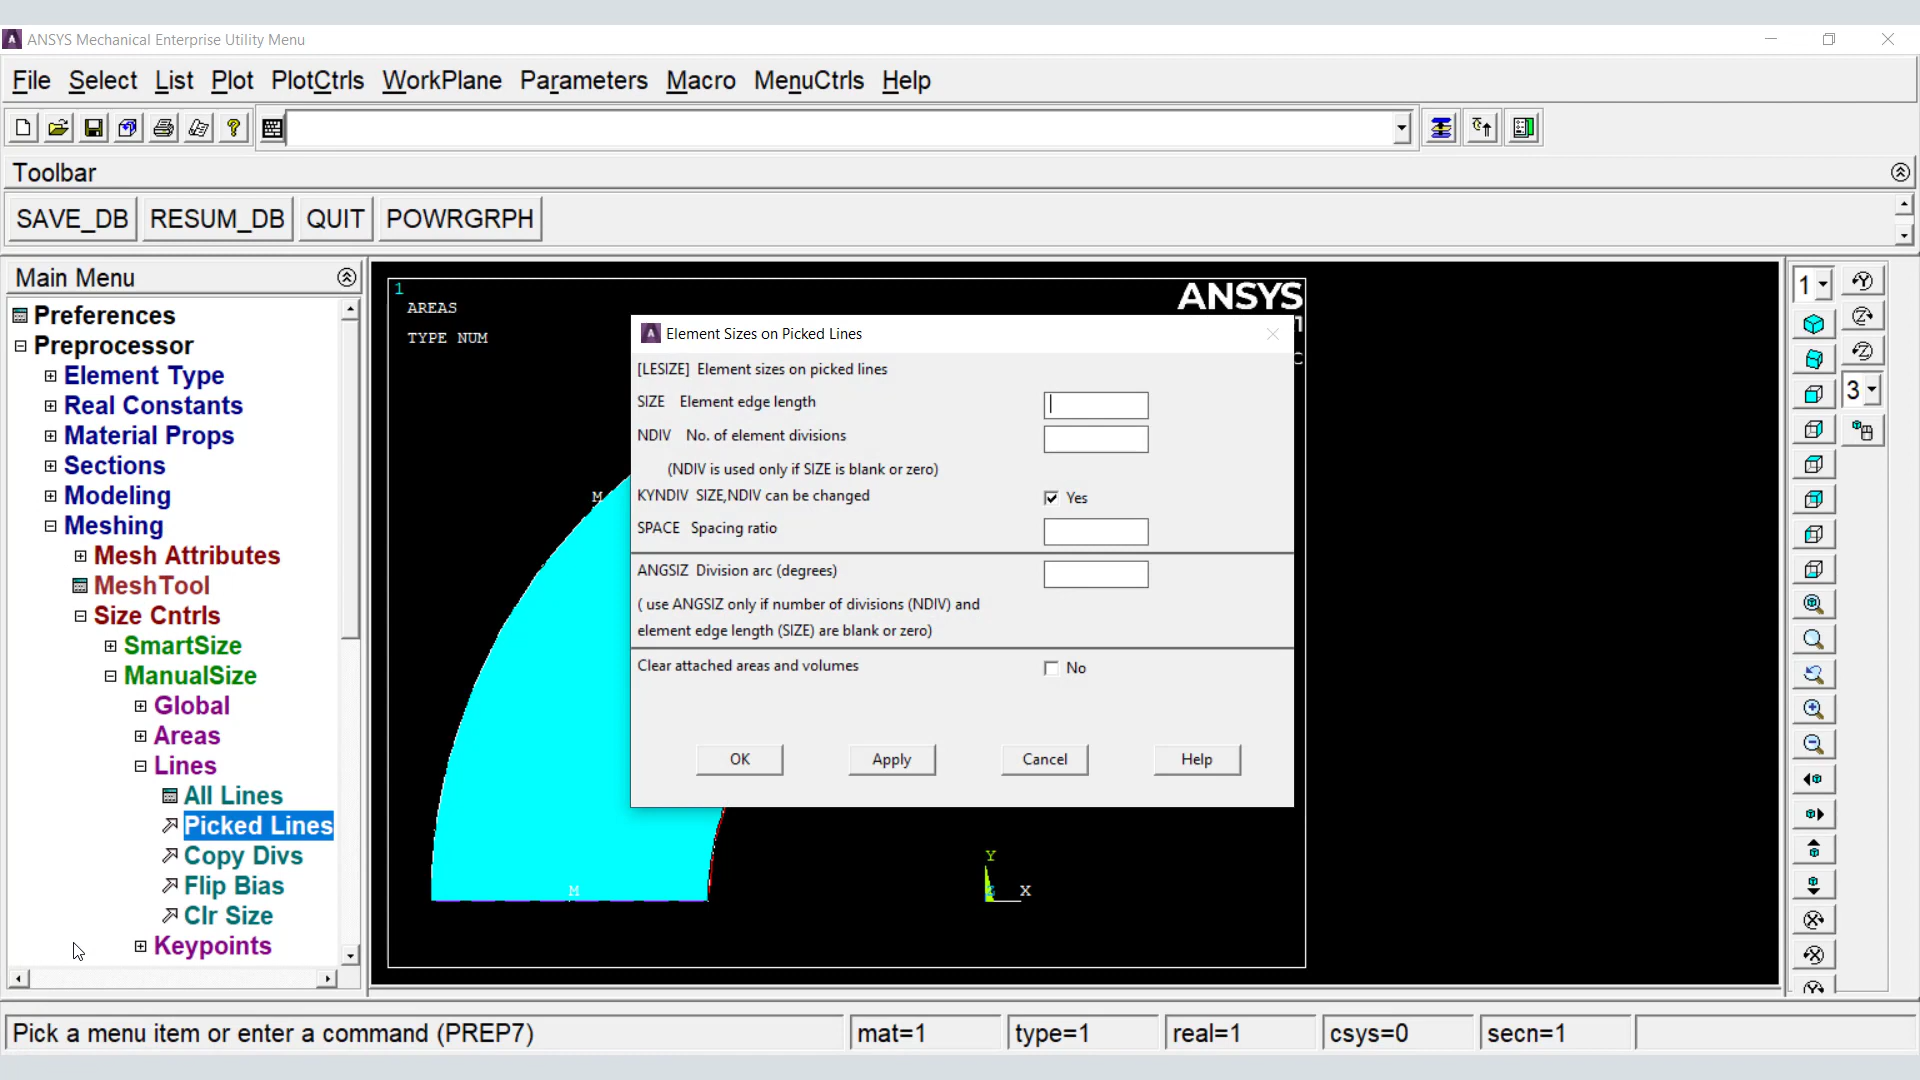 ANSYS Mechanical Enterprise Utility Menu
File Select List Plot PlotCtrls WorkPlane Parameters Macro MenuCtrls Help
Toolbar
SAVE_DB RESUM_DB QUIT POWRGRPH
Main Menu
Preferences
Preprocessor
Element Type
Real Constants
Material Props
Sections
Modeling
Meshing
Mesh Attributes
MeshTool
Size Cntrls
SmartSize
ManualSize
Global
Areas
Lines
All Lines
Picked Lines
Copy Divs
Flip Bias
Clr Size
Keypoints
1
AREAS
TYPE NUM
ANSYS
Element Sizes on Picked Lines
[LESIZE] Element sizes on picked lines
SIZE Element edge length
NDIV No. of element divisions
(NDIV is used only if SIZE is blank or zero)
KYNDIV SIZE,NDIV can be changed Yes
SPACE Spacing ratio
ANGSIZ Division arc (degrees)
( use ANGSIZ only if number of divisions (NDIV) and
element edge length (SIZE) are blank or zero)
Clear attached areas and volumes No
OK Apply Cancel Help
M
M
Y
X
1
3
Pick a menu item or enter a command (PREP7) mat=1 type=1 real=1 csys=0 secn=1